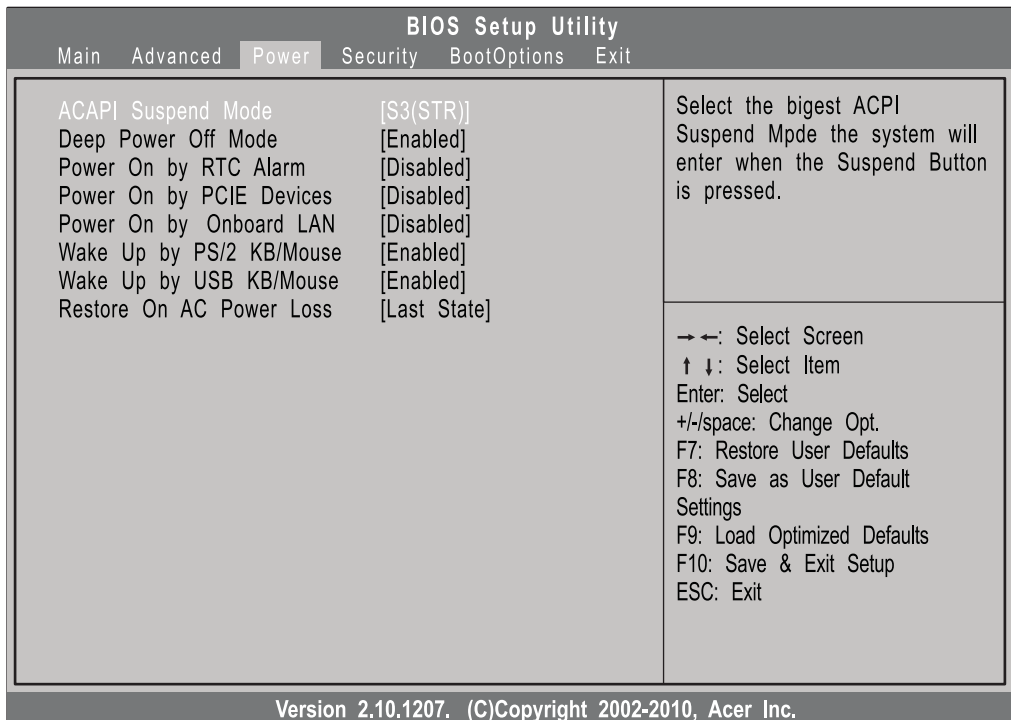 BIOS Setup Utility
Main Advanced Power Security BootOptions Exit
ACAPI Suspend Mode [S3(STR)]
Deep Power Off Mode [Enabled]
Power On by RTC Alarm [Disabled]
Power On by PCIE Devices [Disabled]
Power On by Onboard LAN [Disabled]
Wake Up by PS/2 KB/Mouse [Enabled]
Wake Up by USB KB/Mouse [Enabled]
Restore On AC Power Loss [Last State]
Select the bigest ACPI
Suspend Mpde the system will
enter when the Suspend Button
is pressed.
→ ←: Select Screen
↑ ↓: Select Item
Enter: Select
+/-/space: Change Opt.
F7: Restore User Defaults
F8: Save as User Default
Settings
F9: Load Optimized Defaults
F10: Save & Exit Setup
ESC: Exit
Version 2.10.1207. (C)Copyright 2002-2010, Acer Inc.